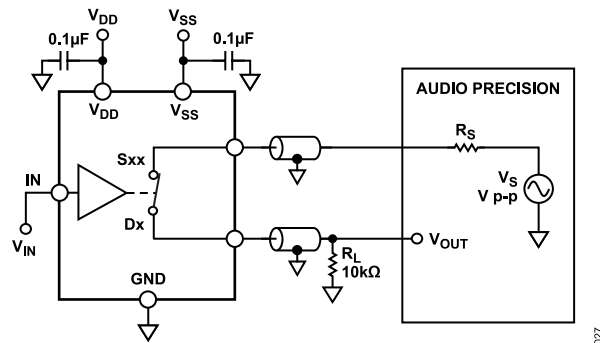 VDD
VSS
0.1µF
0.1µF
VDD
VSS
AUDIO PRECISION
RS
VS
V p-p
IN
Sxx
Dx
VIN
VOUT
RL
10kΩ
GND
027